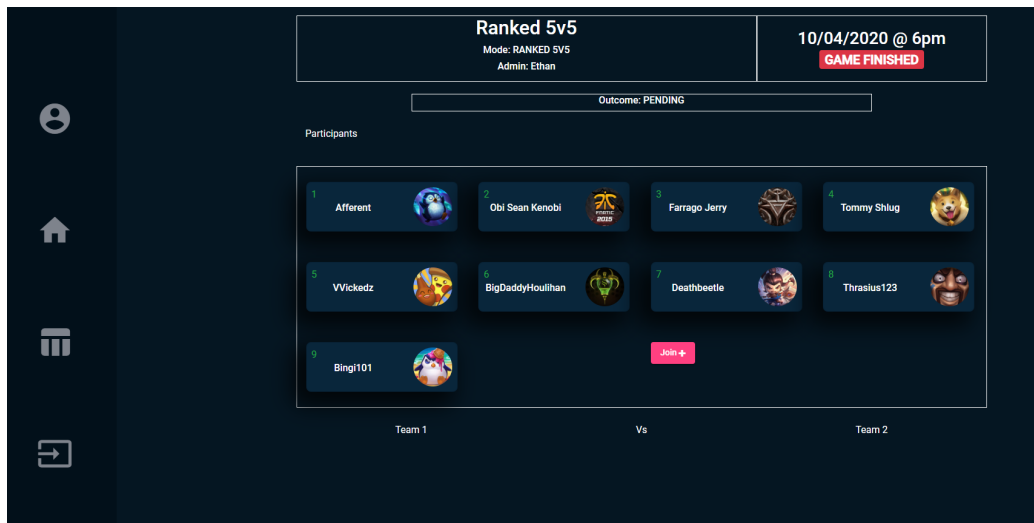 Ranked 5v5
Mode: RANKED 5V5
Admin: Ethan
10/04/2020 @ 6pm
GAME FINISHED
Outcome: PENDING
Participants
1
Afferent
2
Obi Sean Kenobi
FNATIC
2015
3
Farrago Jerry
4
Tommy Shlug
5
VVickedz
6
BigDaddyHoulihan
7
Deathbeetle
8
Thrasius123
9
Bingi101
Join +
Team 1
Vs
Team 2